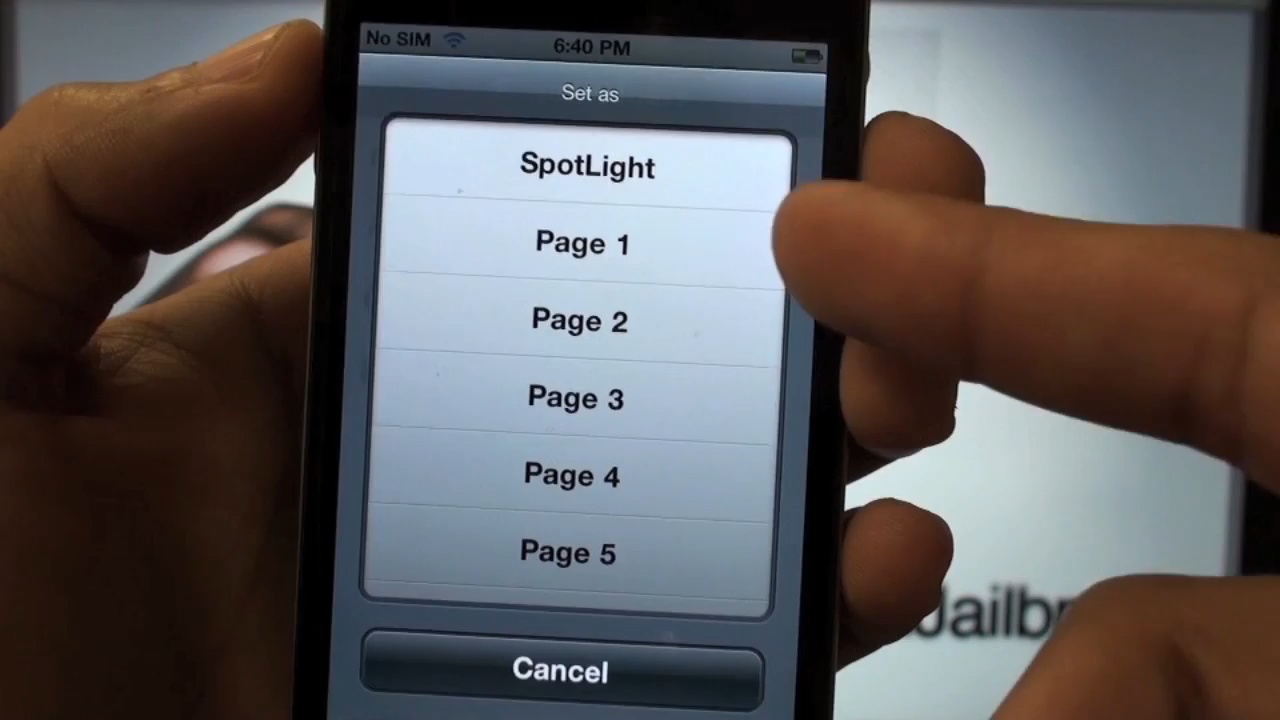 No SIM 6:40 PM
Set as
SpotLight
Page 1
Page 2
Page 3
Page 4
Page 5
Cancel